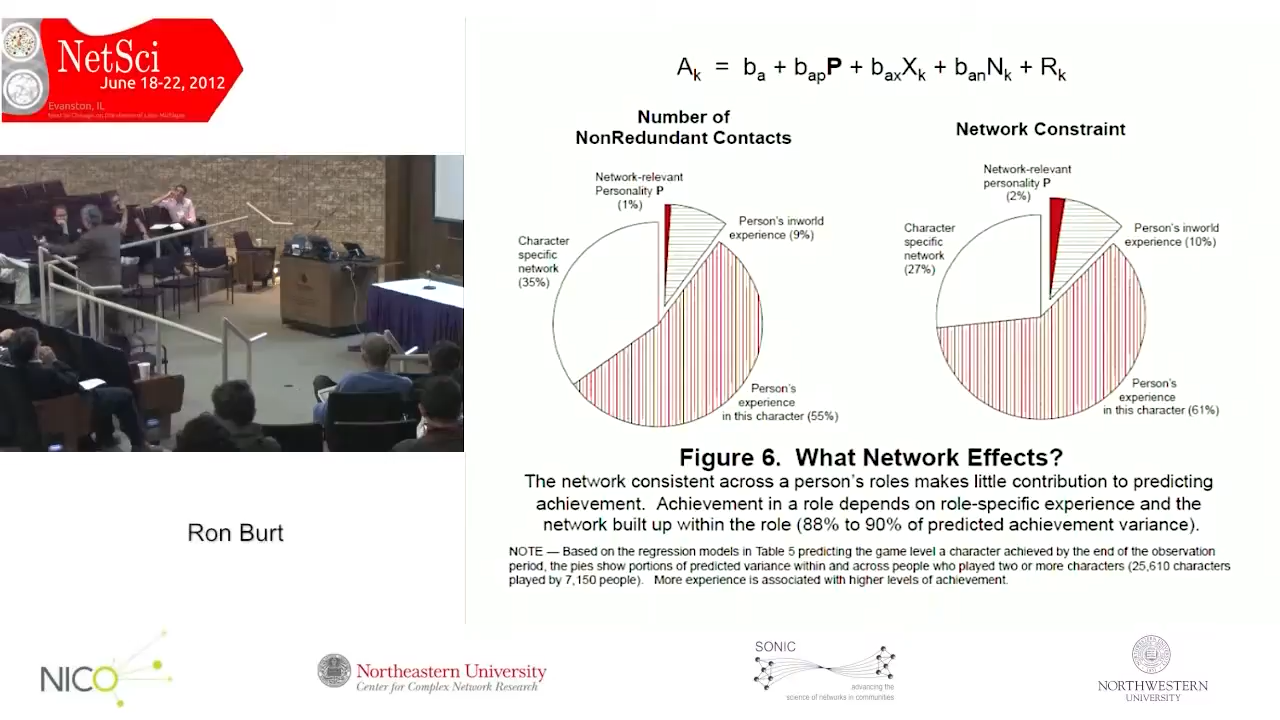 NetSci
June 18-22, 2012
Evanston, IL
A_k = b_a + b_ap P + b_ax X_k + b_an N_k + R_k
Number of
NonRedundant Contacts
Network-relevant
Personality P
(1%)
Person's inworld
experience (9%)
Character
specific
network
(35%)
Person's
experience
in this character (55%)
Network Constraint
Network-relevant
personality P
(2%)
Person's inworld
experience (10%)
Character
specific
network
(27%)
Person's
experience
in this character (61%)
Figure 6. What Network Effects?
The network consistent across a person's roles makes little contribution to predicting
achievement. Achievement in a role depends on role-specific experience and the
network built up within the role (88% to 90% of predicted achievement variance).
NOTE — Based on the regression models in Table 5 predicting the game level a character achieved by the end of the observation
period, the pies show portions of predicted variance within and across people who played two or more characters (25,610 characters
played by 7,150 people). More experience is associated with higher levels of achievement.
Ron Burt
NICO
Northeastern University
Center for Complex Network Research
SONIC
advancing the
science of networks in communities
NORTHWESTERN
UNIVERSITY